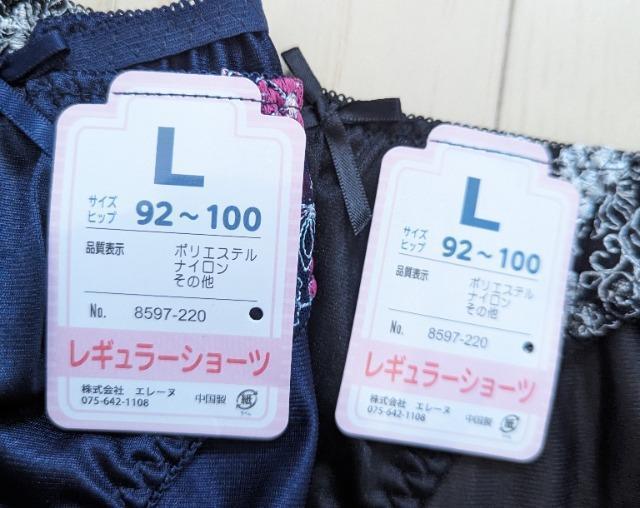 L
サイズ
ヒップ 92～100
品質表示 ポリエステル
ナイロン
その他
No. 8597-220
レギュラーショーツ
株式会社 エレーヌ
075-642-1108 中国製 紙
L
サイズ
ヒップ 92～100
品質表示 ポリエステル
ナイロン
その他
No. 8597-220
レギュラーショーツ
株式会社 エレーヌ
075-642-1108 中国製 紙